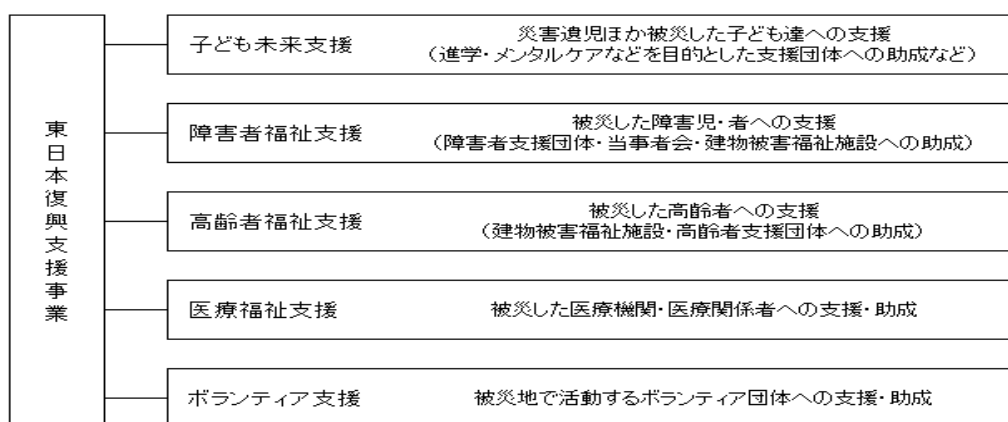 東日本復興支援事業
子ども未来支援
災害遺児ほか被災した子ども達への支援
(進学・メンタルケアなどを目的とした支援団体への助成など)
障害者福祉支援
被災した障害児・者への支援
(障害者支援団体・当事者会・建物被害福祉施設への助成)
高齢者福祉支援
被災した高齢者への支援
(建物被害福祉施設・高齢者支援団体への助成)
医療福祉支援
被災した医療機関・医療関係者への支援・助成
ボランティア支援
被災地で活動するボランティア団体への支援・助成